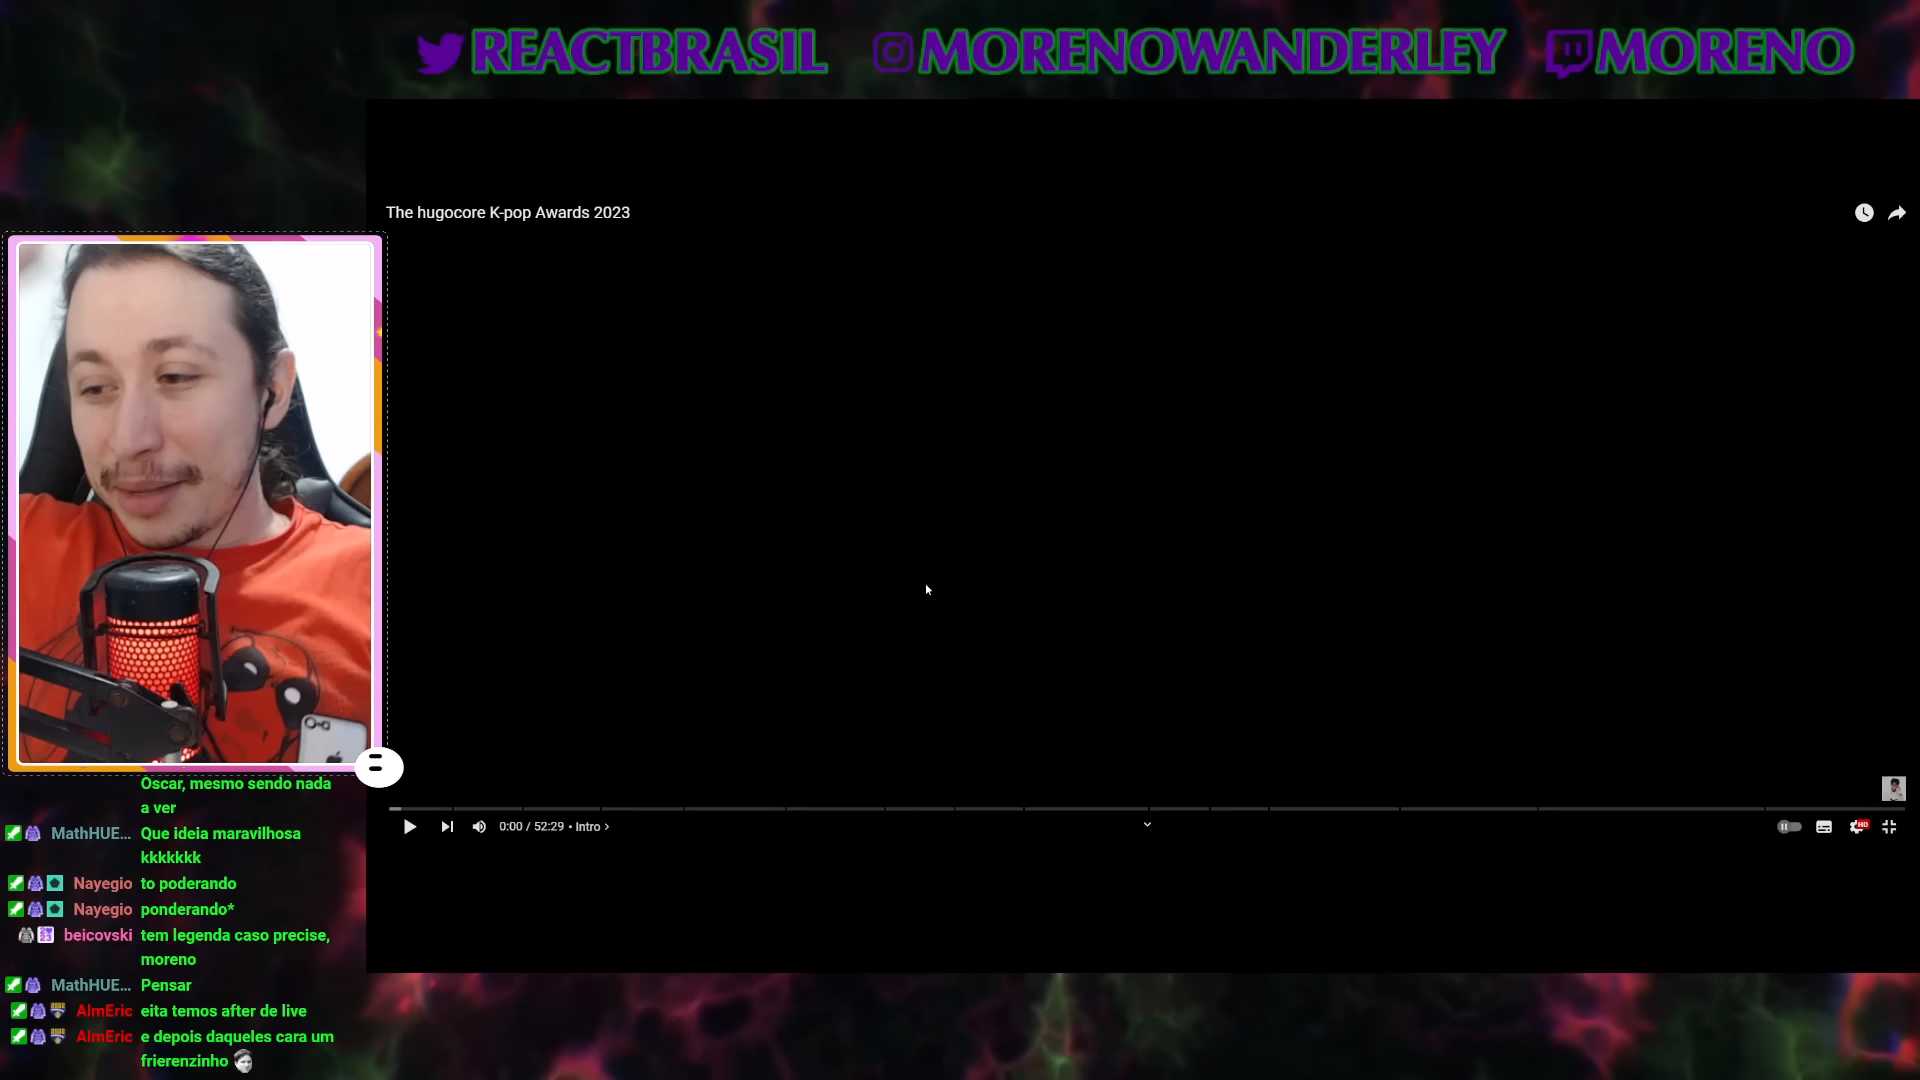 REACTBRASIL MORENOWANDERLEY MORENO
The hugocore K-pop Awards 2023
Oscar, mesmo sendo nada
a ver
MathHUE... Que ideia maravilhosa
kkkkkkk
Nayegio to poderando
Nayegio ponderando*
beicovski tem legenda caso precise,
moreno
MathHUE... Pensar
AlmEric eita temos after de live
AlmEric e depois daqueles cara um
frierenzinho
0:00 / 52:29 • Intro ›
HD